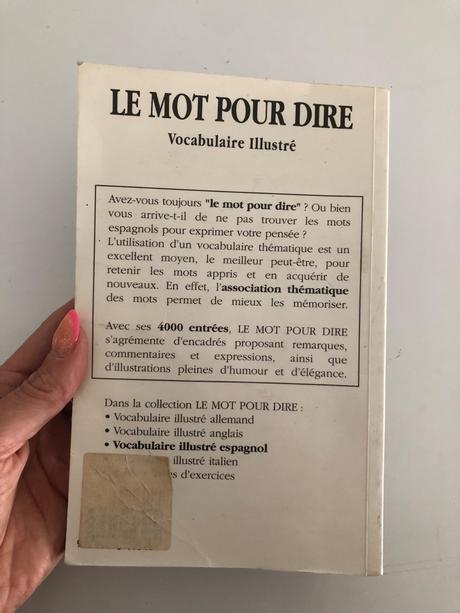 LE MOT POUR DIRE
Vocabulaire Illustré
Avez-vous toujours "le mot pour dire" ? Ou bien
vous arrive-t-il de ne pas trouver les mots
espagnols pour exprimer votre pensée ?
L'utilisation d'un vocabulaire thématique est un
excellent moyen, le meilleur peut-être, pour
retenir les mots appris et en acquérir de
nouveaux. En effet, l'association thématique
des mots permet de mieux les mémoriser.
Avec ses 4000 entrées, LE MOT POUR DIRE
s'agrémente d'encadrés proposant remarques,
commentaires et expressions, ainsi que
d'illustrations pleines d'humour et d'élégance.
Dans la collection LE MOT POUR DIRE :
• Vocabulaire illustré allemand
• Vocabulaire illustré anglais
• Vocabulaire illustré espagnol
illustré italien
d'exercices